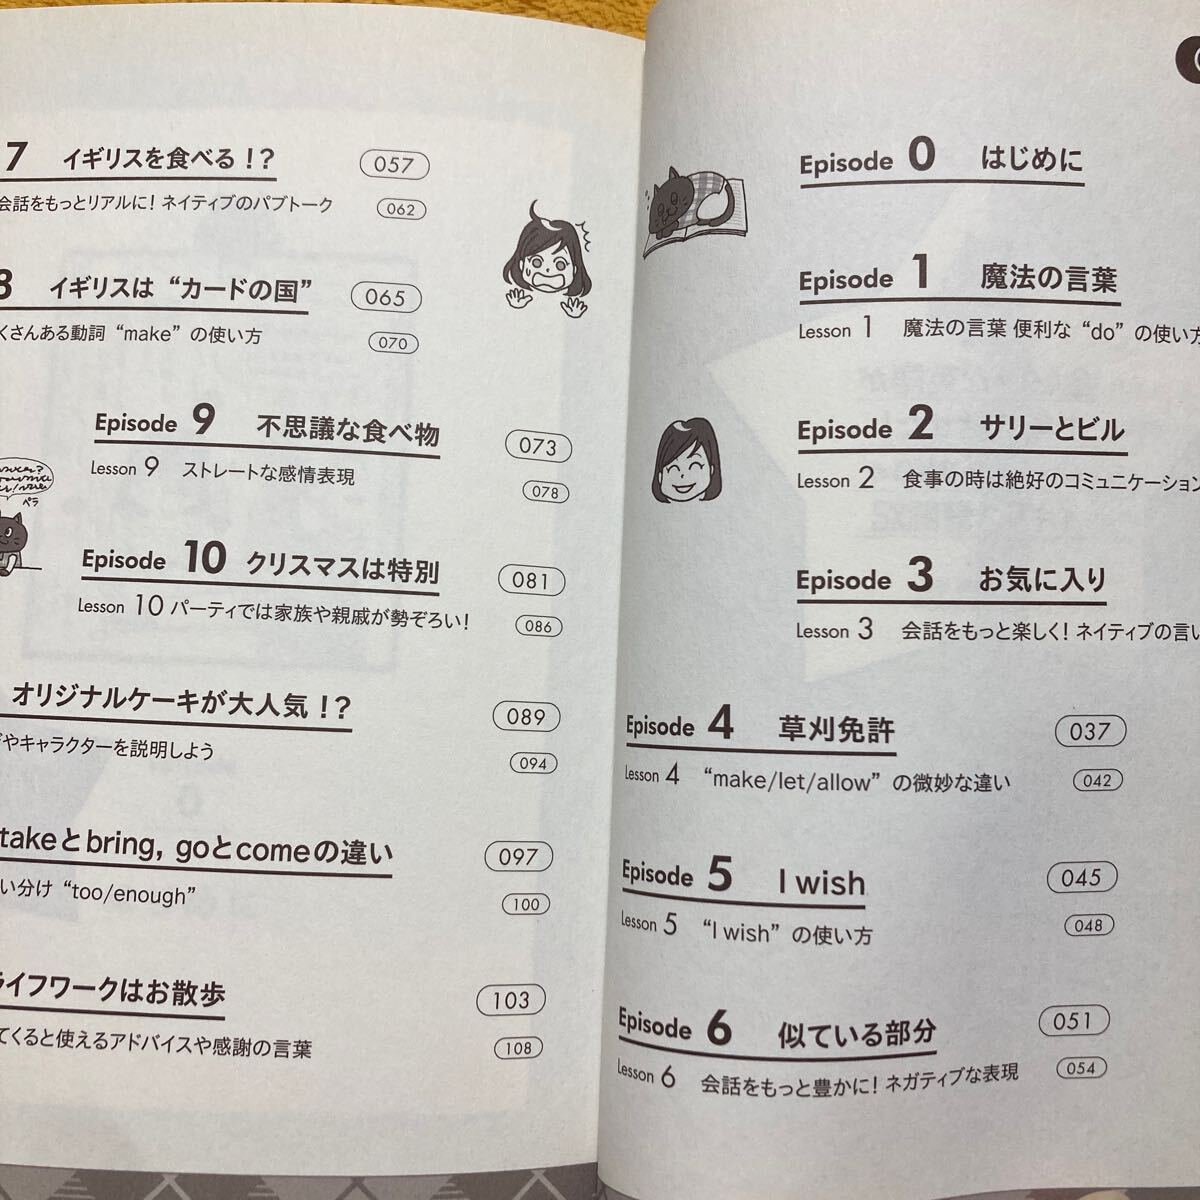 Episode 0 はじめに
Episode 1 魔法の言葉
Lesson 1 魔法の言葉 便利な “do” の使い方
Episode 2 サリーとビル
Lesson 2 食事の時は絶好のコミュニケーション
Episode 3 お気に入り
Lesson 3 会話をもっと楽しく! ネイティブの言い
Episode 4 草刈免許 037
Lesson 4 “make/let/allow” の微妙な違い 042
Episode 5 I wish 045
Lesson 5 “I wish” の使い方 048
Episode 6 似ている部分 051
Lesson 6 会話をもっと豊かに! ネガティブな表現 054
7 イギリスを食べる!? 057
会話をもっとリアルに! ネイティブのパブトーク 062
8 イギリスは “カードの国” 065
くさんある動詞 “make” の使い方 070
Episode 9 不思議な食べ物 073
Lesson 9 ストレートな感情表現 078
ペラ
Episode 10 クリスマスは特別 081
Lesson 10 パーティでは家族や親戚が勢ぞろい! 086
オリジナルケーキが大人気!? 089
やキャラクターを説明しよう 094
takeとbring, goとcomeの違い 097
い分け “too/enough” 100
ライフワークはお散歩 103
てくると使えるアドバイスや感謝の言葉 108